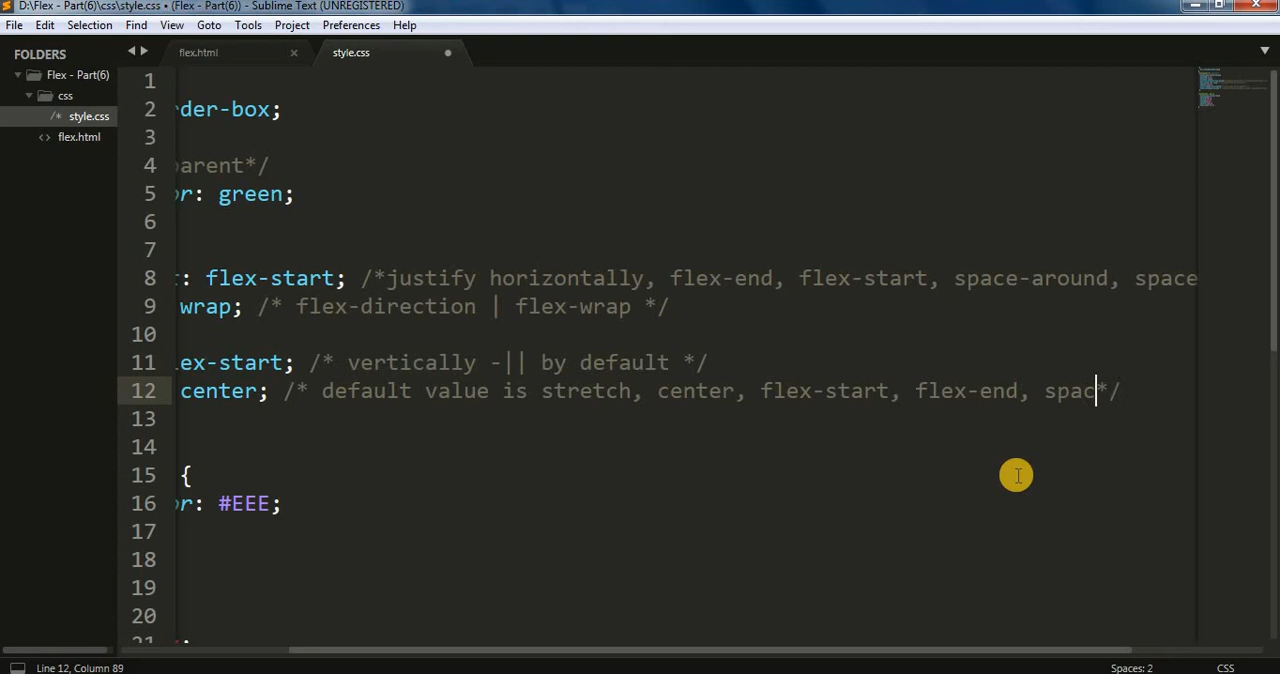 D:\Flex - Part(6)\css\style.css • (Flex - Part(6)) - Sublime Text (UNREGISTERED)
File Edit Selection View Goto Tools Project Preferences Help
FOLDERS
Flex - Part(6)
css
/* style.css
<> flex.html
flex.html × style.css
1
2 rder-box;
3
4 parent*/
5 or: green;
6
7
8 t: flex-start; /*justify horizontally, flex-end, flex-start, space-around, space
9 wrap; /* flex-direction | flex-wrap */
10
11 lex-start; /* vertically -|| by default */
12 center; /* default value is stretch, center, flex-start, flex-end, spac*/
13
14
15 {
16 or: #EEE;
17
18
19
20
21
Line 12, Column 89 Spaces: 2 CSS